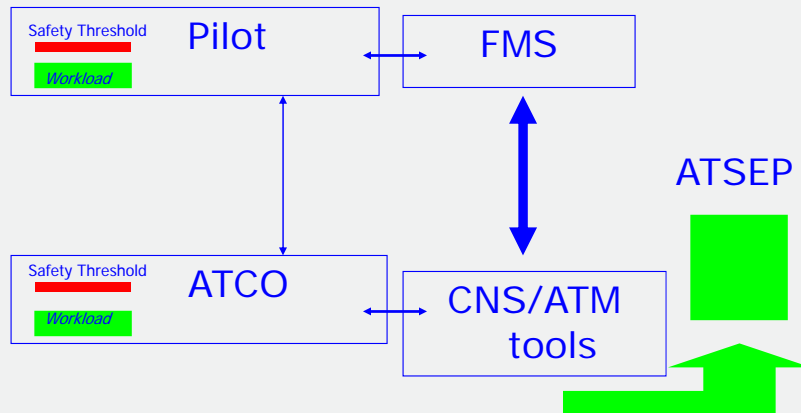 Safety Threshold
Pilot
Workload
FMS
ATSEP
Safety Threshold
ATCO
Workload
CNS/ATM
tools